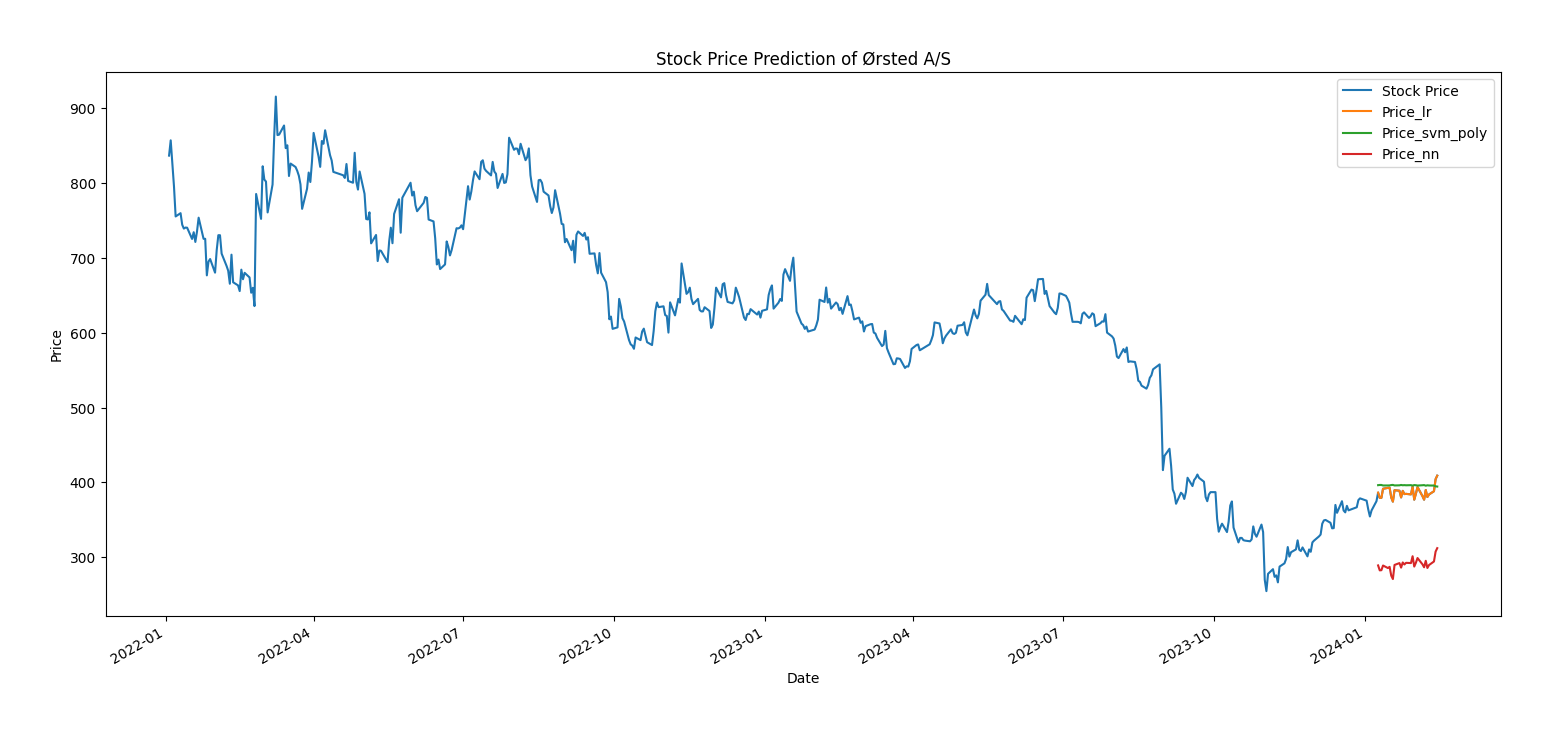 Stock Price Prediction of Ørsted A/S
Stock Price
Price_lr
Price_svm_poly
Price_nn
Price
900
800
700
600
500
400
300
2022-01
2022-04
2022-07
2022-10
2023-01
2023-04
2023-07
2023-10
2024-01
Date